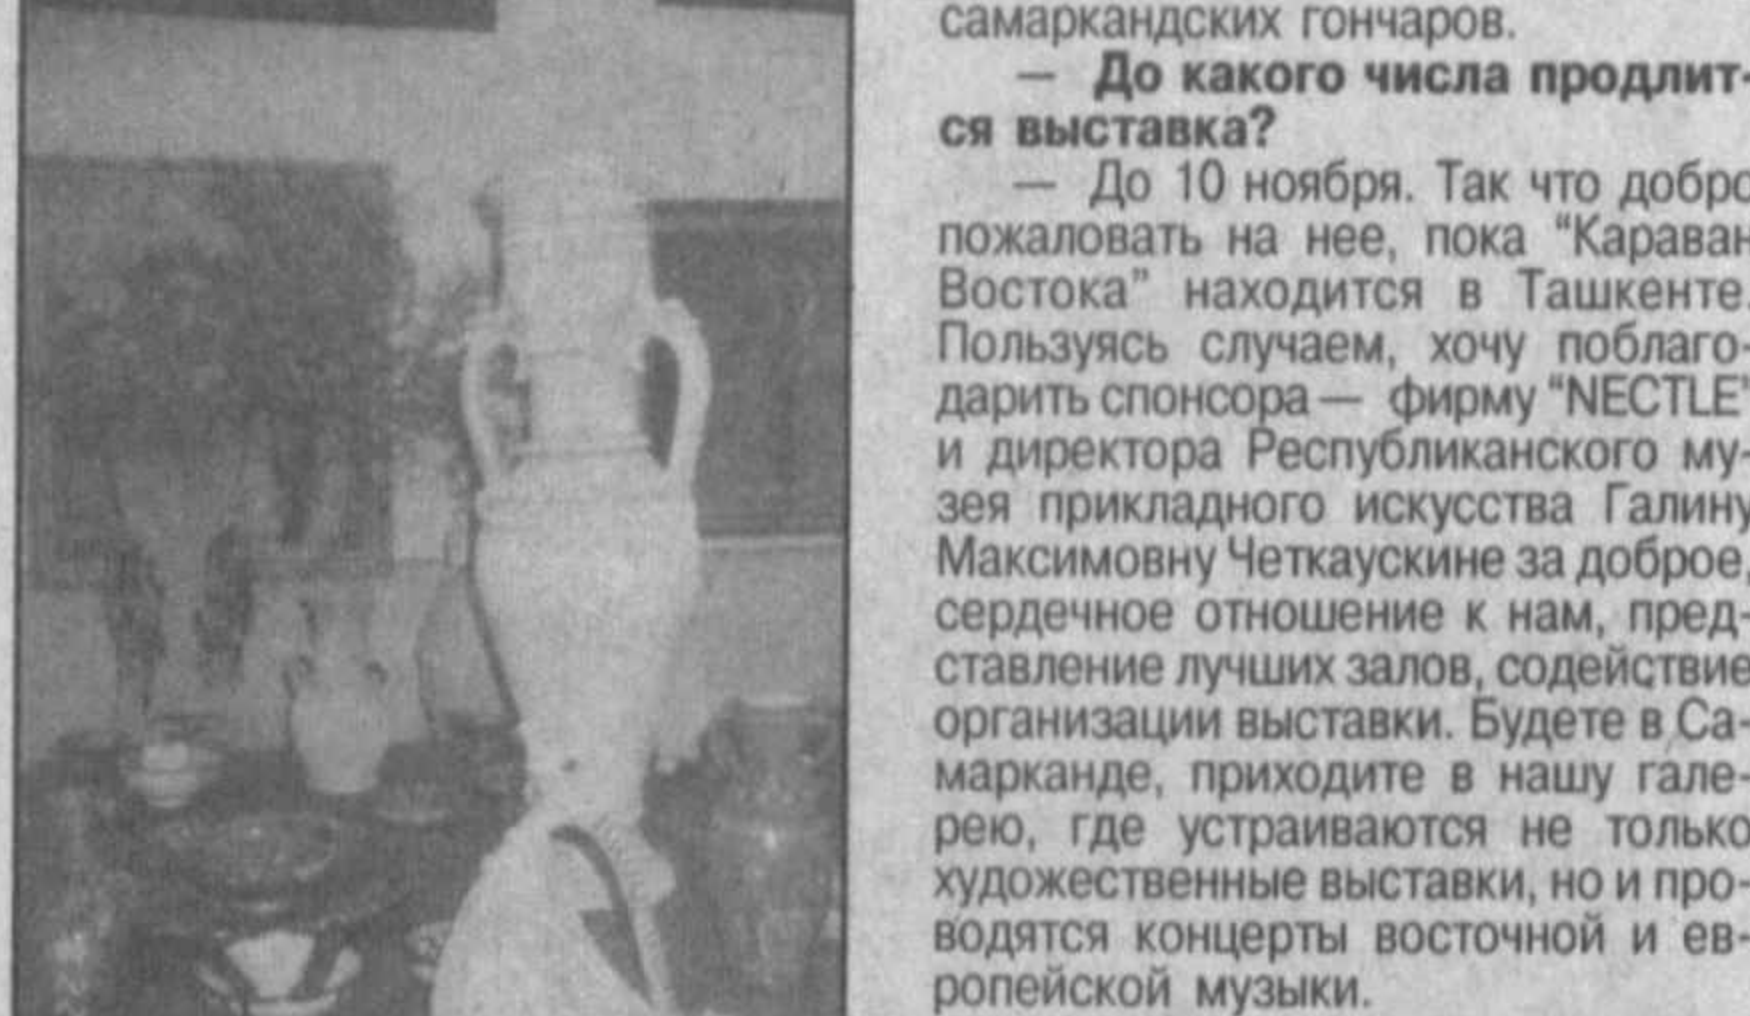 самаркандских гончаров.
— До какого числа продлит-
ся выставка?
— До 10 ноября. Так что добро
пожаловать на нее, пока “Караван
Востока” находится в Ташкенте.
Пользуясь случаем, хочу поблаго-
дарить спонсора — фирму “NECTLE”
и директора Республиканского му-
зея прикладного искусства Галину
Максимовну Четкаускине за доброе,
сердечное отношение к нам, пред-
ставление лучших залов, содействие
организации выставки. Будете в Са-
марканде, приходите в нашу гале-
рею, где устраиваются не только
художественные выставки, но и про-
водятся концерты восточной и ев-
ропейской музыки.